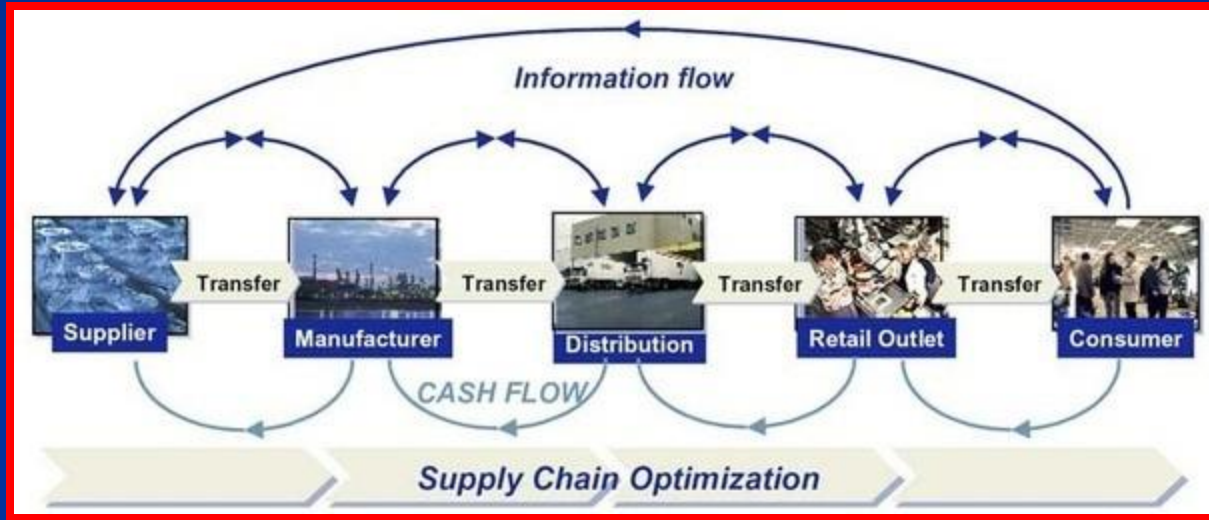 Information flow
Transfer
Transfer
Transfer
Transfer
Supplier
Manufacturer
Distribution
Retail Outlet
Consumer
CASH FLOW
Supply Chain Optimization